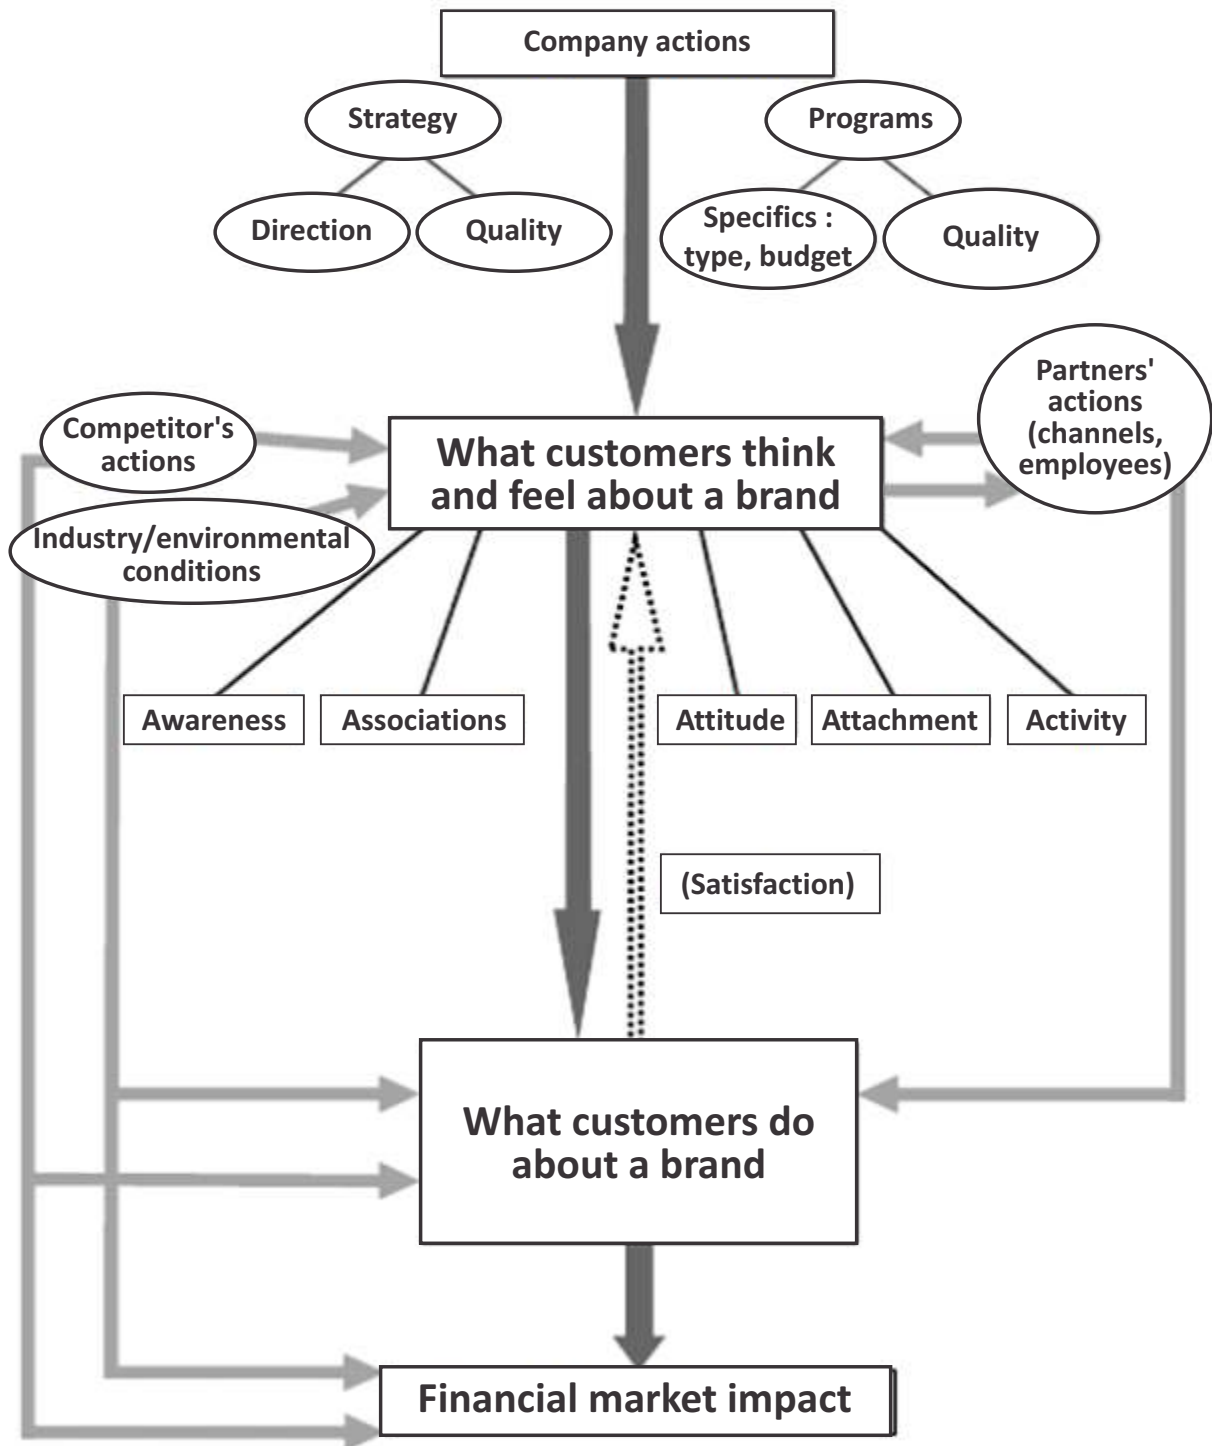 Company actions
Strategy
Programs
Direction
Quality
Specifics :
type, budget
Quality
Partners'
actions
(channels,
employees)
Competitor's
actions
What customers think
and feel about a brand
Industry/environmental
conditions
Awareness
Associations
Attitude
Attachment
Activity
(Satisfaction)
What customers do
about a brand
Financial market impact